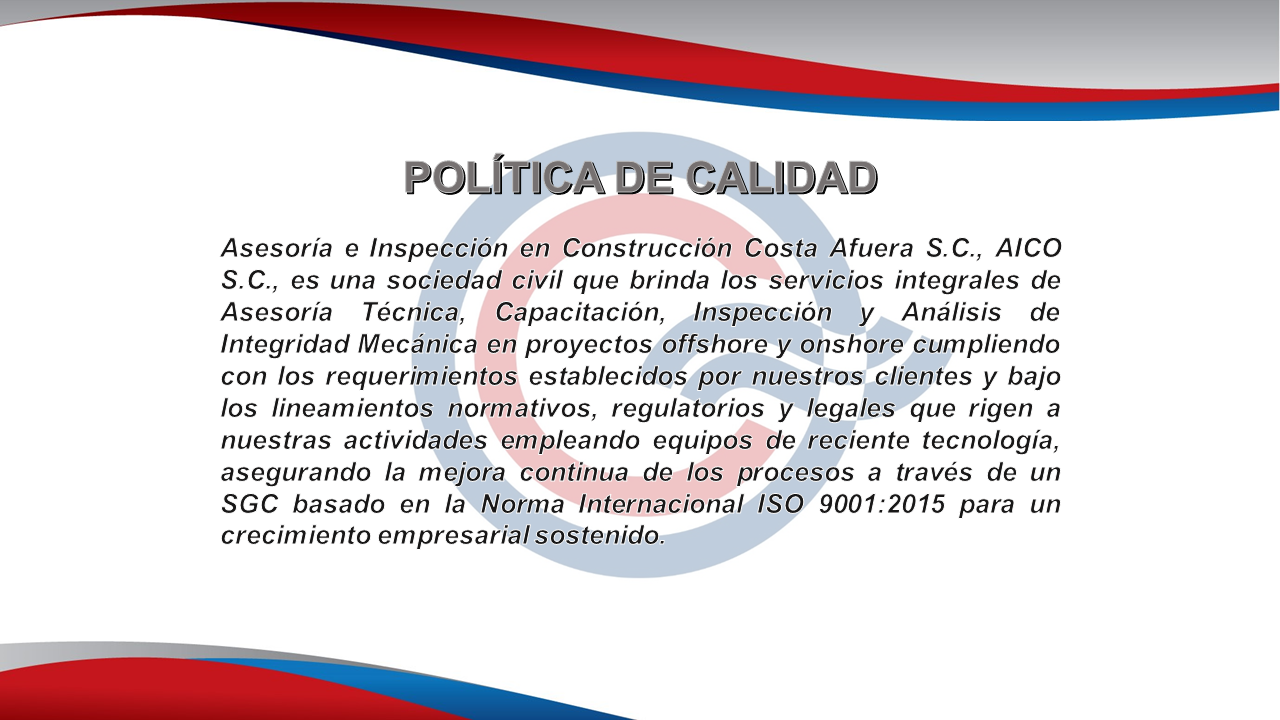 POLÍTICA DE CALIDAD
Asesoría e Inspección en Construcción Costa Afuera S.C., AICO
S.C., es una sociedad civil que brinda los servicios integrales de
Asesoría Técnica, Capacitación, Inspección y Análisis de
Integridad Mecánica en proyectos offshore y onshore cumpliendo
con los requerimientos establecidos por nuestros clientes y bajo
los lineamientos normativos, regulatorios y legales que rigen a
nuestras actividades empleando equipos de reciente tecnología,
asegurando la mejora continua de los procesos a través de un
SGC basado en la Norma Internacional ISO 9001:2015 para un
crecimiento empresarial sostenido.